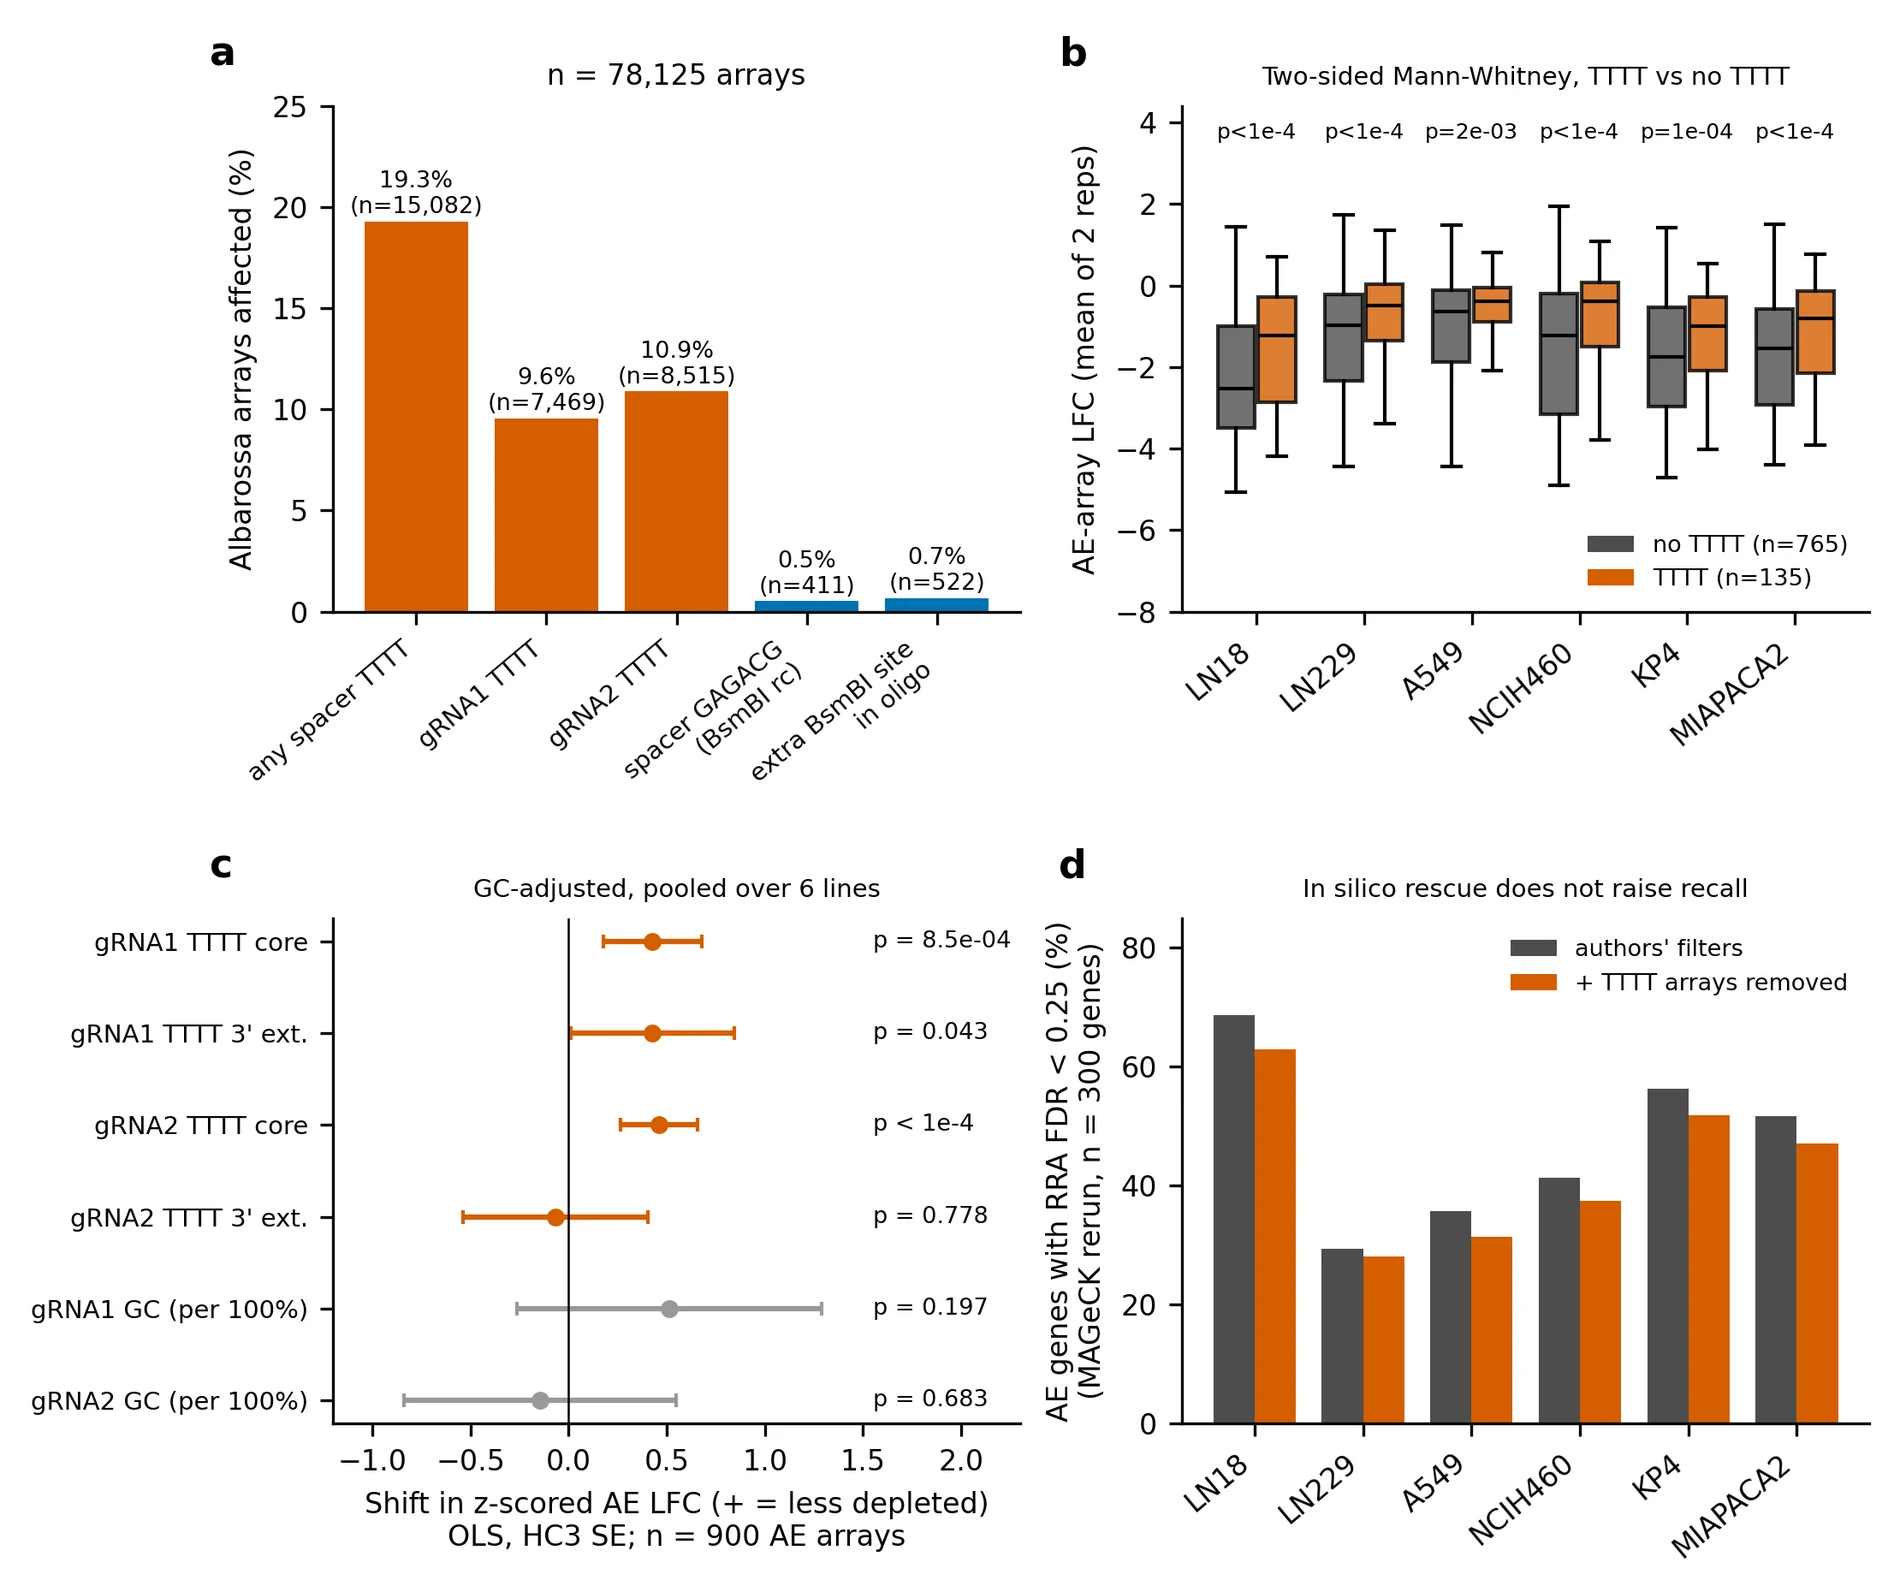 a
n = 78,125 arrays
Albarossa arrays affected (%)
25
20
15
10
5
0
19.3%
(n=15,082)
9.6%
(n=7,469)
10.9%
(n=8,515)
0.5%
(n=411)
0.7%
(n=522)
any spacer TTTT
gRNA1 TTTT
gRNA2 TTTT
spacer GAGACG
(BsmBI rc)
extra BsmBI site
in oligo
b
Two-sided Mann-Whitney, TTTT vs no TTTT
AE-array LFC (mean of 2 reps)
4
2
0
−2
−4
−6
−8
p<1e-4
p<1e-4
p=2e-03
p<1e-4
p=1e-04
p<1e-4
no TTTT (n=765)
TTTT (n=135)
LN18
LN229
A549
NCIH460
KP4
MIAPACA2
c
GC-adjusted, pooled over 6 lines
gRNA1 TTTT core
p = 8.5e-04
gRNA1 TTTT 3' ext.
p = 0.043
gRNA2 TTTT core
p < 1e-4
gRNA2 TTTT 3' ext.
p = 0.778
gRNA1 GC (per 100%)
p = 0.197
gRNA2 GC (per 100%)
p = 0.683
−1.0
−0.5
0.0
0.5
1.0
1.5
2.0
Shift in z-scored AE LFC (+ = less depleted)
OLS, HC3 SE; n = 900 AE arrays
d
In silico rescue does not raise recall
AE genes with RRA FDR < 0.25 (%)
(MAGeCK rerun, n = 300 genes)
80
60
40
20
0
authors' filters
+ TTTT arrays removed
LN18
LN229
A549
NCIH460
KP4
MIAPACA2